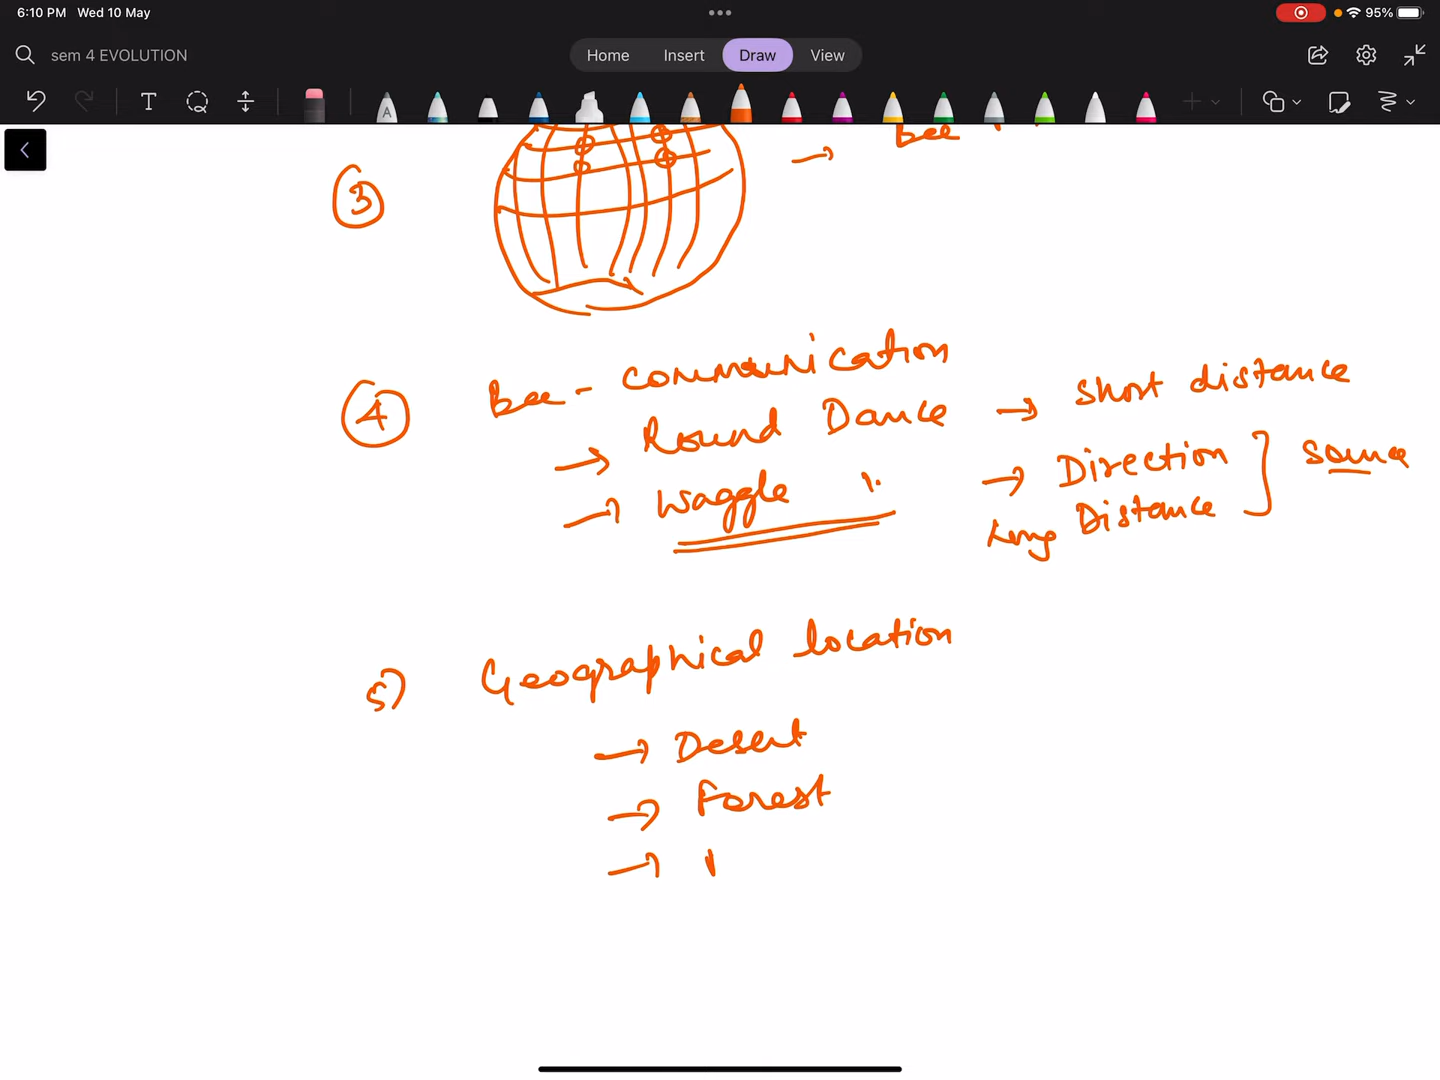 6:10 PM Wed 10 May
95%
sem 4 EVOLUTION
Home Insert Draw View
T
A
→ Bee
3
4 Bee - communication
→ Round Dance → short distance
→ Waggle " → Direction
Long Distance
] Same
5) Geographical location
→ Desert
→ Forest
→